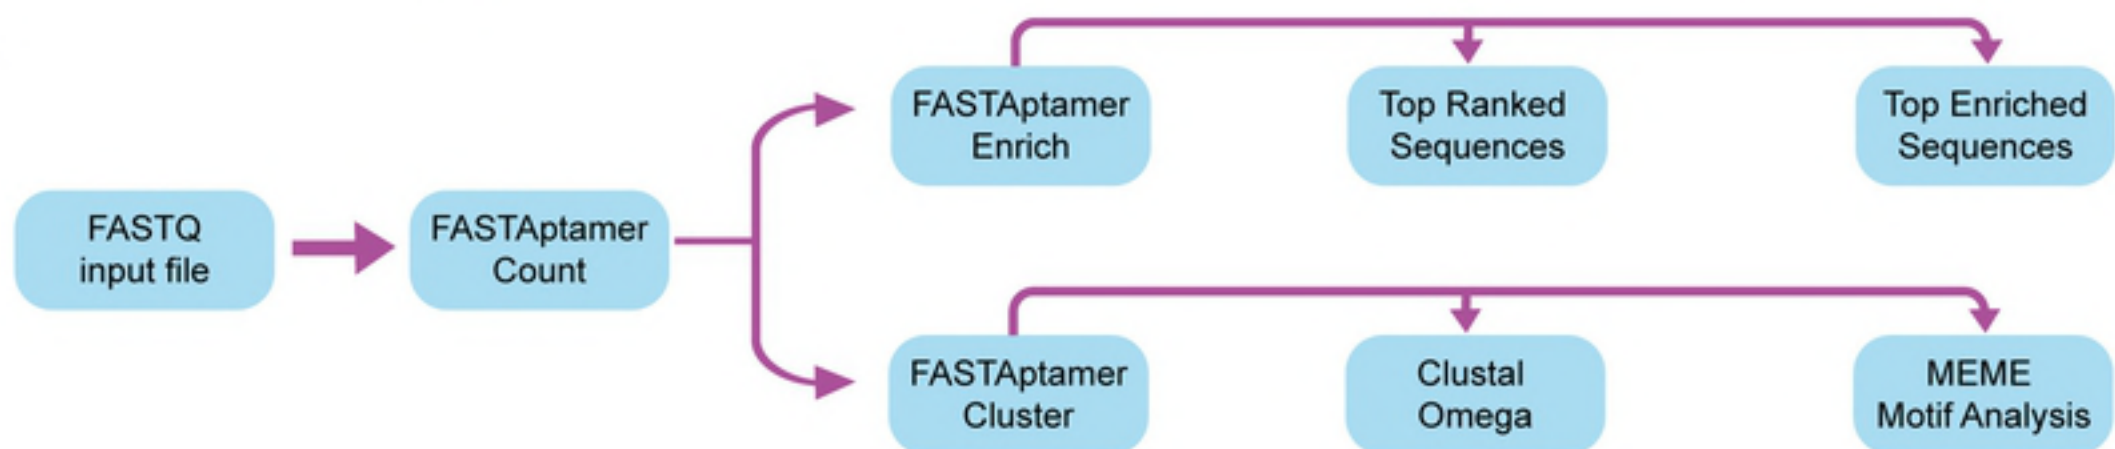 FASTQ
input file
FASTAptamer
Count
FASTAptamer
Enrich
Top Ranked
Sequences
Top Enriched
Sequences
FASTAptamer
Cluster
Clustal
Omega
MEME
Motif Analysis